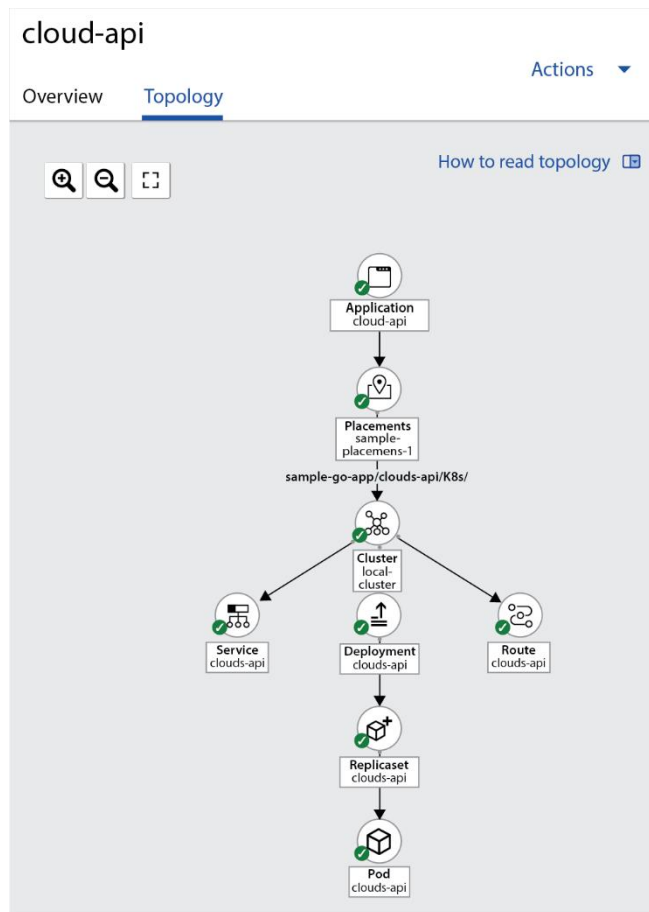 cloud-api
Actions
Overview
Topology
How to read topology
Application
cloud-api
Placements
sample-
placemens-1
sample-go-app/clouds-api/K8s/
Cluster
local-
cluster
Service
clouds-api
Deployment
clouds-api
Route
clouds-api
Replicaset
clouds-api
Pod
clouds-api